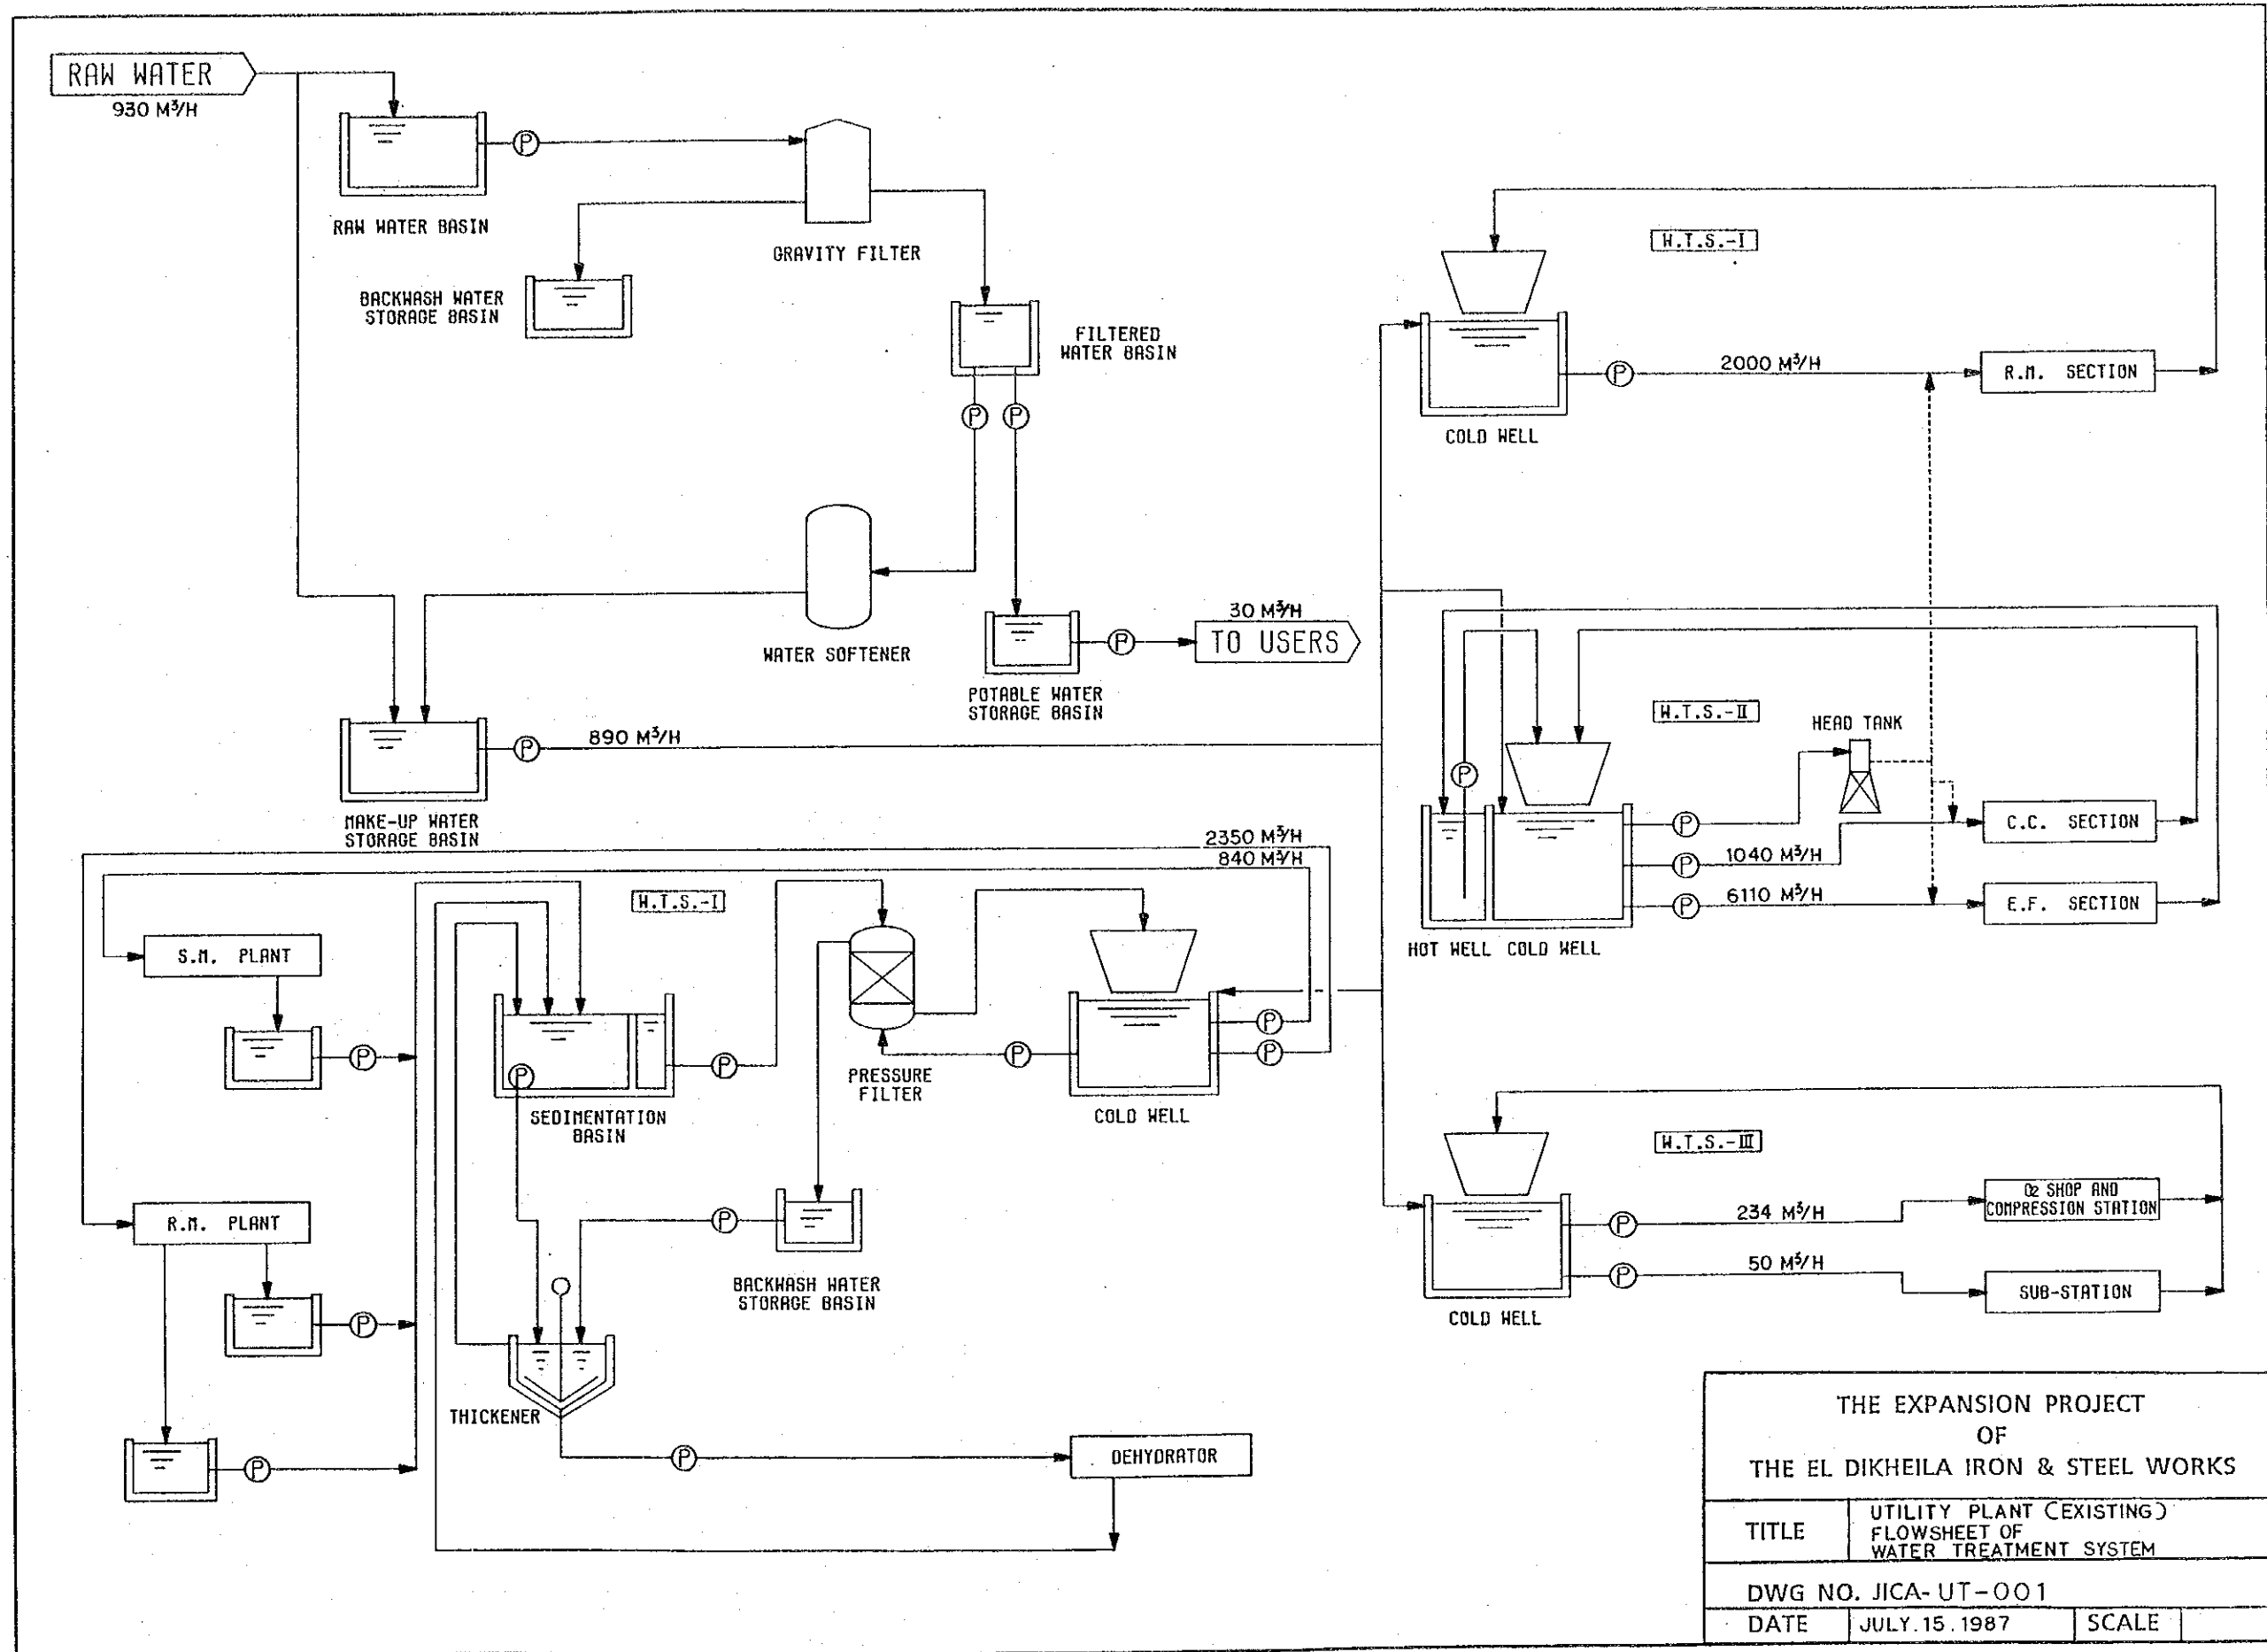 RAW WATER
930 M³/H
RAW WATER BASIN
P
GRAVITY FILTER
BACKWASH WATER
STORAGE BASIN
FILTERED
WATER BASIN
P
P
WATER SOFTENER
30 M³/H
TO USERS
P
POTABLE WATER
STORAGE BASIN
P
890 M³/H
MAKE-UP WATER
STORAGE BASIN
W.T.S.-I
COLD WELL
P
2000 M³/H
R.M. SECTION
W.T.S.-II
HEAD TANK
P
P
P
1040 M³/H
C.C. SECTION
P
6110 M³/H
E.F. SECTION
HOT WELL
COLD WELL
2350 M³/H
840 M³/H
W.T.S.-I
S.M. PLANT
P
P
SEDIMENTATION
BASIN
P
PRESSURE
FILTER
P
COLD WELL
P
P
R.M. PLANT
P
P
P
BACKWASH WATER
STORAGE BASIN
THICKENER
P
DEHYDRATOR
W.T.S.-III
COLD WELL
P
234 M³/H
O2 SHOP AND
COMPRESSION STATION
P
50 M³/H
SUB-STATION
THE EXPANSION PROJECT
OF
THE EL DIKHEILA IRON & STEEL WORKS
TITLE
UTILITY PLANT (EXISTING)
FLOWSHEET OF
WATER TREATMENT SYSTEM
DWG NO. JICA-UT-001
DATE
JULY.15.1987
SCALE